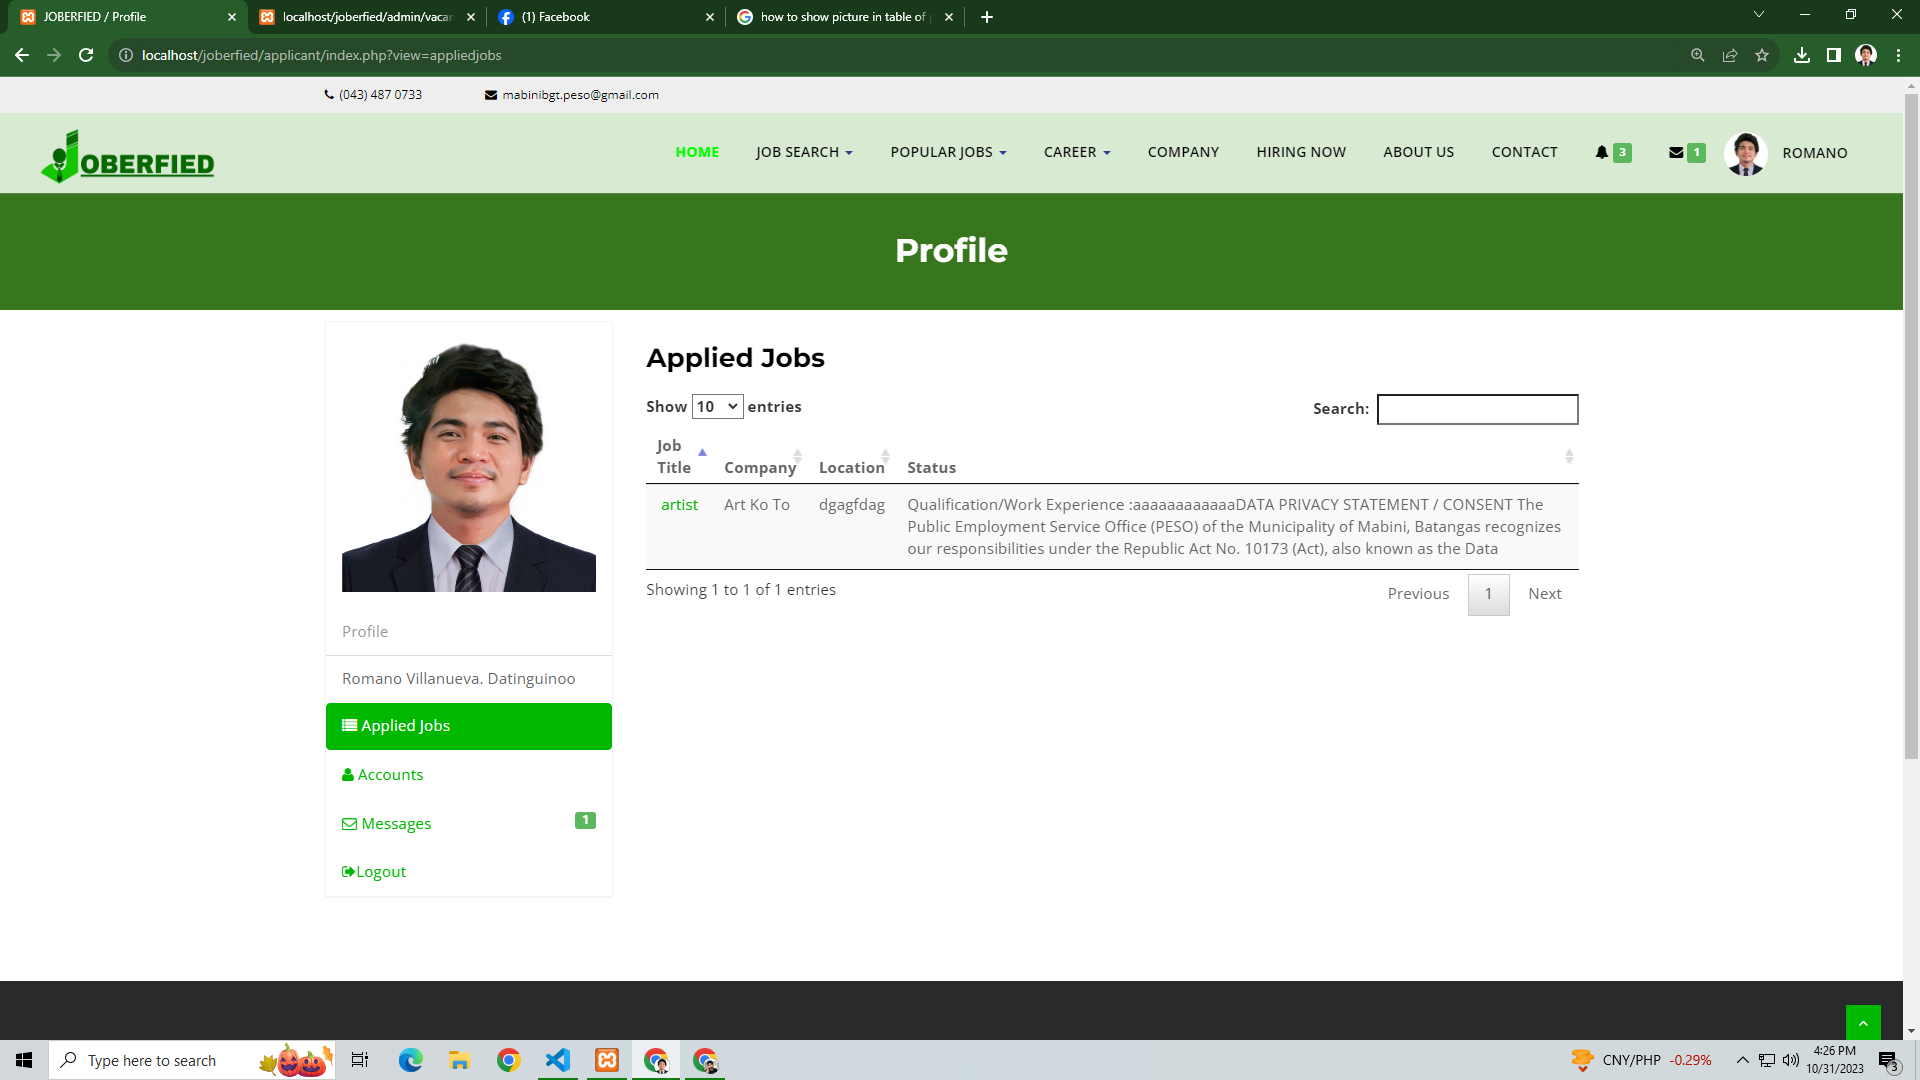 JOBERFIED / Profile
localhost/joberfied/admin/vacan
(1) Facebook
how to show picture in table of
localhost/joberfied/applicant/index.php?view=appliedjobs
(043) 487 0733
mabinibgt.peso@gmail.com
JOBERFIED
HOME
JOB SEARCH
POPULAR JOBS
CAREER
COMPANY
HIRING NOW
ABOUT US
CONTACT
3
1
ROMANO
Profile
Profile
Romano Villanueva. Datinguinoo
Applied Jobs
Accounts
Messages 1
Logout
Applied Jobs
Show 10 entries
Search:
Job
Title Company Location Status
artist Art Ko To dgagfdag Qualification/Work Experience :aaaaaaaaaaaaDATA PRIVACY STATEMENT / CONSENT The
Public Employment Service Office (PESO) of the Municipality of Mabini, Batangas recognizes
our responsibilities under the Republic Act No. 10173 (Act), also known as the Data
Showing 1 to 1 of 1 entries
Previous 1 Next
Type here to search
CNY/PHP -0.29%
4:26 PM
10/31/2023
3